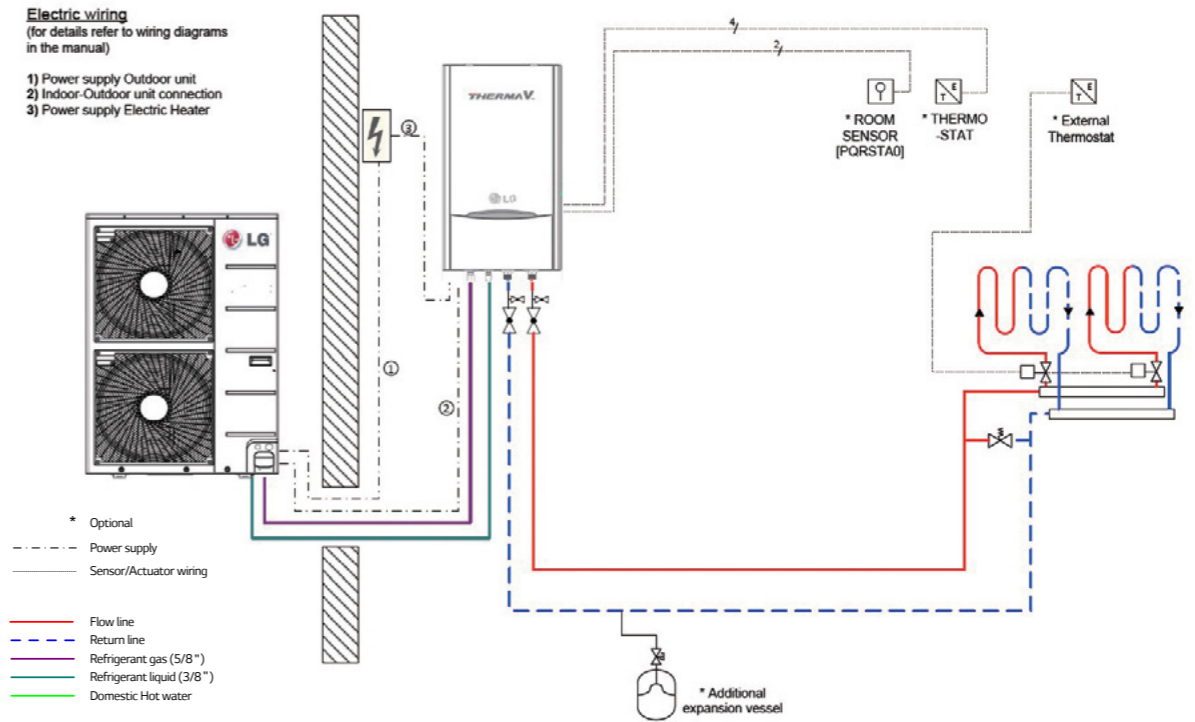 Electric wiring
(for details refer to wiring diagrams
in the manual)
1) Power supply Outdoor unit
2) Indoor-Outdoor unit connection
3) Power supply Electric Heater
4
2
THERMAV.
③
T E
T E
* ROOM
SENSOR
[PQRSTA0]
* THERMO
-STAT
* External
Thermostat
LG
LG
①
②
* Optional
Power supply
Sensor/Actuator wiring
Flow line
Return line
Refrigerant gas (5/8")
Refrigerant liquid (3/8")
Domestic Hot water
* Additional
expansion vessel